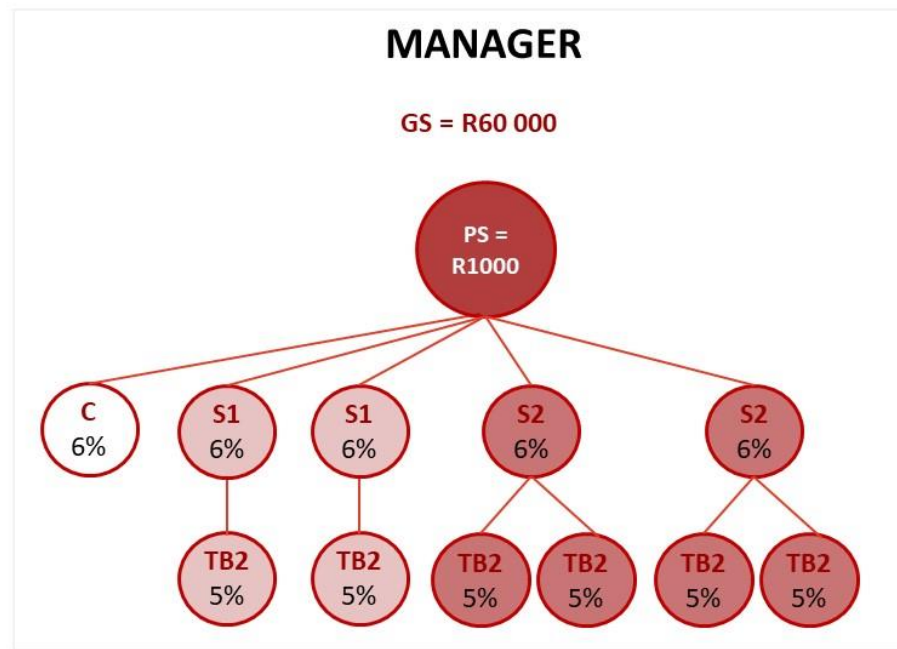 MANAGER
GS = R60 000
PS =
R1000
C
6%
S1
6%
S1
6%
S2
6%
S2
6%
TB2
5%
TB2
5%
TB2
5%
TB2
5%
TB2
5%
TB2
5%